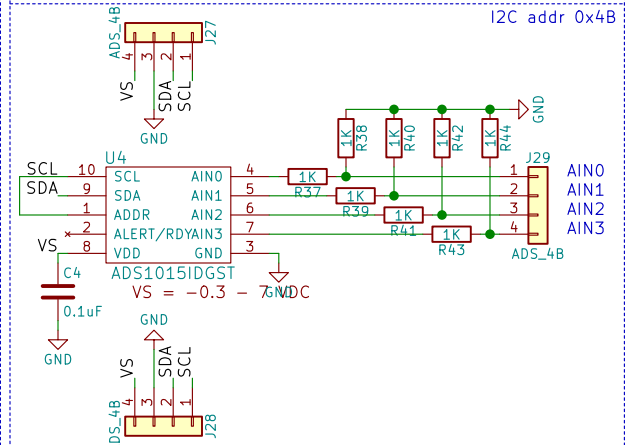 I2C addr 0x4B
ADS_4B
J27
4
3
2
1
VS
SDA
SCL
GND
GND
1K
R38
1K
R40
1K
R42
1K
R44
U4
J29
SCL
10
SCL
AIN0
4
1K
R37
1
AIN0
SDA
9
SDA
AIN1
5
1K
R39
2
AIN1
1
ADDR
AIN2
6
1K
R41
3
AIN2
2
ALERT/RDY
AIN3
7
1K
R43
4
AIN3
VS
8
VDD
GND
3
ADS_4B
ADS1015IDGST
C4
0.1uF
VS = -0.3 - 7 VDC
GND
GND
GND
VS
SDA
SCL
4
3
2
1
DS_4B
J28